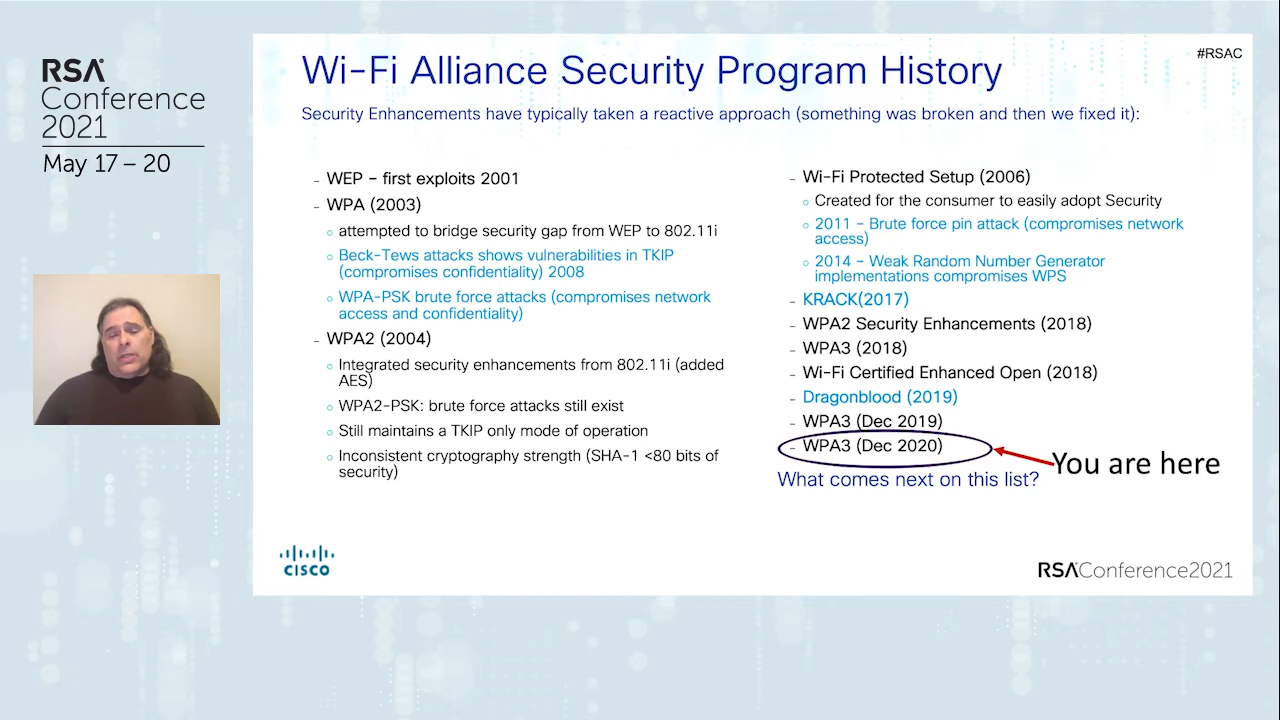 RSA
Conference
2021
May 17 – 20
#RSAC
Wi-Fi Alliance Security Program History
Security Enhancements have typically taken a reactive approach (something was broken and then we fixed it):
– WEP – first exploits 2001
– WPA (2003)
○ attempted to bridge security gap from WEP to 802.11i
○ Beck-Tews attacks shows vulnerabilities in TKIP
(compromises confidentiality) 2008
○ WPA-PSK brute force attacks (compromises network
access and confidentiality)
– WPA2 (2004)
○ Integrated security enhancements from 802.11i (added
AES)
○ WPA2-PSK: brute force attacks still exist
○ Still maintains a TKIP only mode of operation
○ Inconsistent cryptography strength (SHA-1 <80 bits of
security)
– Wi-Fi Protected Setup (2006)
○ Created for the consumer to easily adopt Security
○ 2011 – Brute force pin attack (compromises network
access)
○ 2014 – Weak Random Number Generator
implementations compromises WPS
– KRACK(2017)
– WPA2 Security Enhancements (2018)
– WPA3 (2018)
– Wi-Fi Certified Enhanced Open (2018)
– Dragonblood (2019)
– WPA3 (Dec 2019)
– WPA3 (Dec 2020)
You are here
What comes next on this list?
CISCO
RSAConference2021